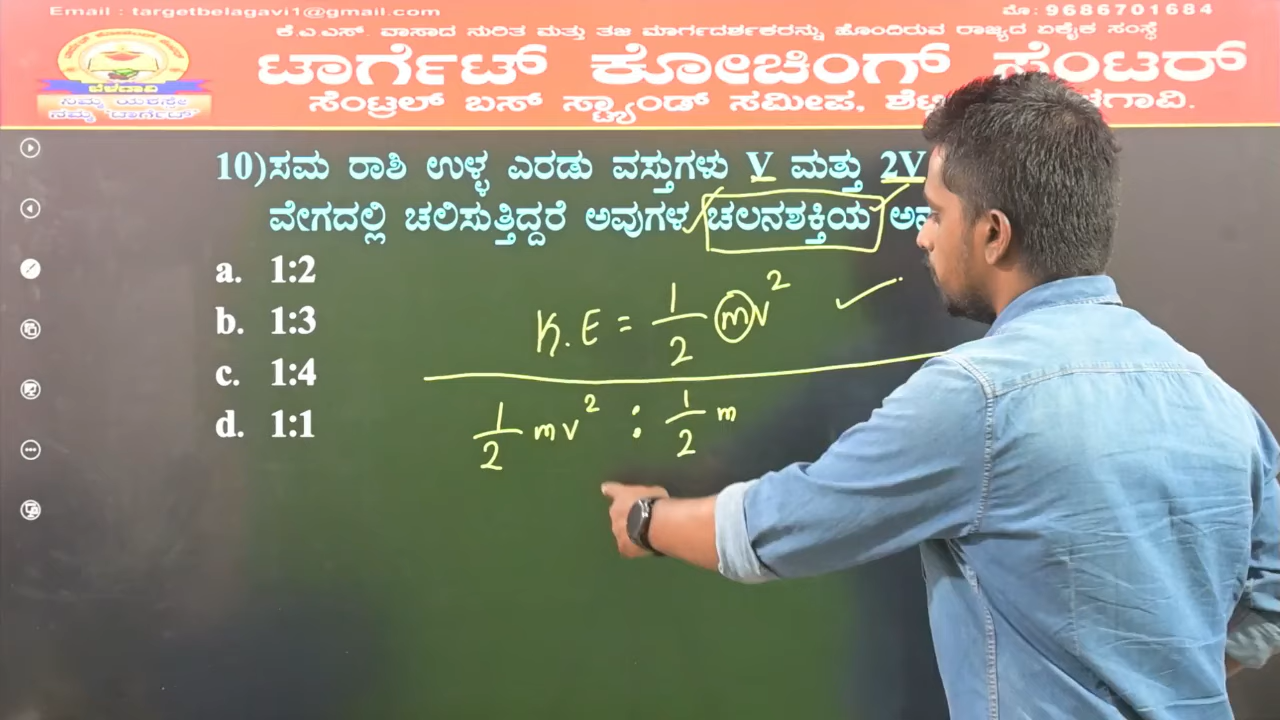 Email : targetbelagavi1@gmail.com
ಮೊ: 9686701684
ಕೆ.ಎ.ಎಸ್. ಪಾಸಾದ ನುರಿತ ಮತ್ತು ತಜ್ಞ ಮಾರ್ಗದರ್ಶಕರನ್ನು ಹೊಂದಿರುವ ರಾಜ್ಯದ ಏಕೈಕ ಸಂಸ್ಥೆ
ಟಾರ್ಗೆಟ್ ಕೋಚಿಂಗ್ ಸೆಂಟರ್
ಸೆಂಟ್ರಲ್ ಬಸ್ ಸ್ಟ್ಯಾಂಡ್ ಸಮೀಪ,
ಬೆಳಗಾವಿ
ನಿಮ್ಮ ಯಶಸ್ಸೇ
ನಮ್ಮ "ಟಾರ್ಗೆಟ್"
10)ಸಮ ರಾಶಿ ಉಳ್ಳ ಎರಡು ವಸ್ತುಗಳು V ಮತ್ತು 2V
ವೇಗದಲ್ಲಿ ಚಲಿಸುತ್ತಿದ್ದರೆ ಅವುಗಳ ಚಲನಶಕ್ತಿಯ
a. 1:2
b. 1:3
c. 1:4
d. 1:1
K.E = 1/2 mv²
1/2 mv² : 1/2 m